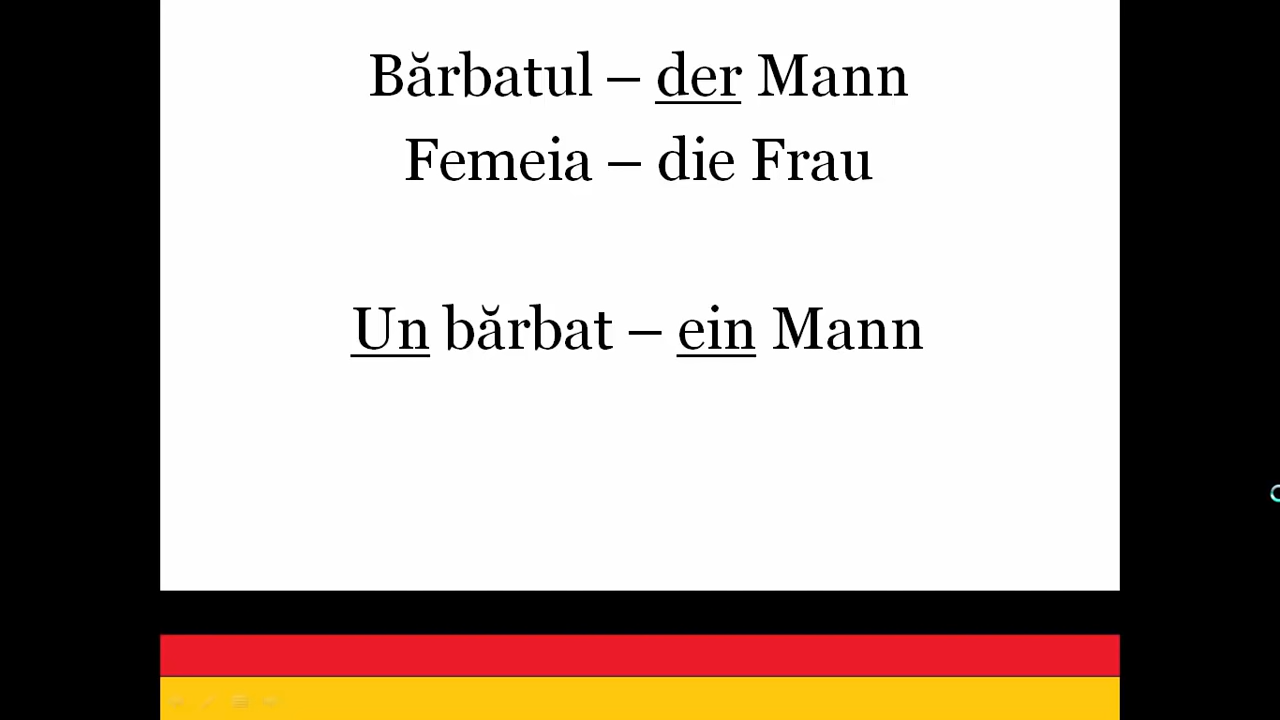 Bărbatul – der Mann
Femeia – die Frau
Un bărbat – ein Mann